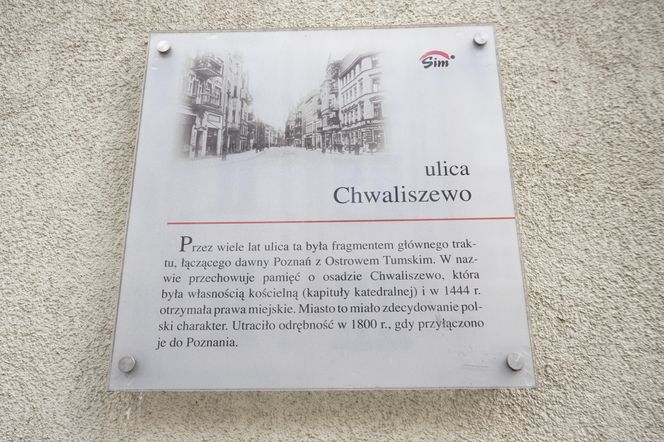 Sim
ulica
Chwaliszewo
Przez wiele lat ulica ta była fragmentem głównego trak-
tu, łączącego dawny Poznań z Ostrowem Tumskim. W naz-
wie przechowuje pamięć o osadzie Chwaliszewo, która
była własnością kościelną (kapituły katedralnej) i w 1444 r.
otrzymała prawa miejskie. Miasto to miało zdecydowanie pol-
ski charakter. Utraciło odrębność w 1800 r., gdy przyłączono
je do Poznania.